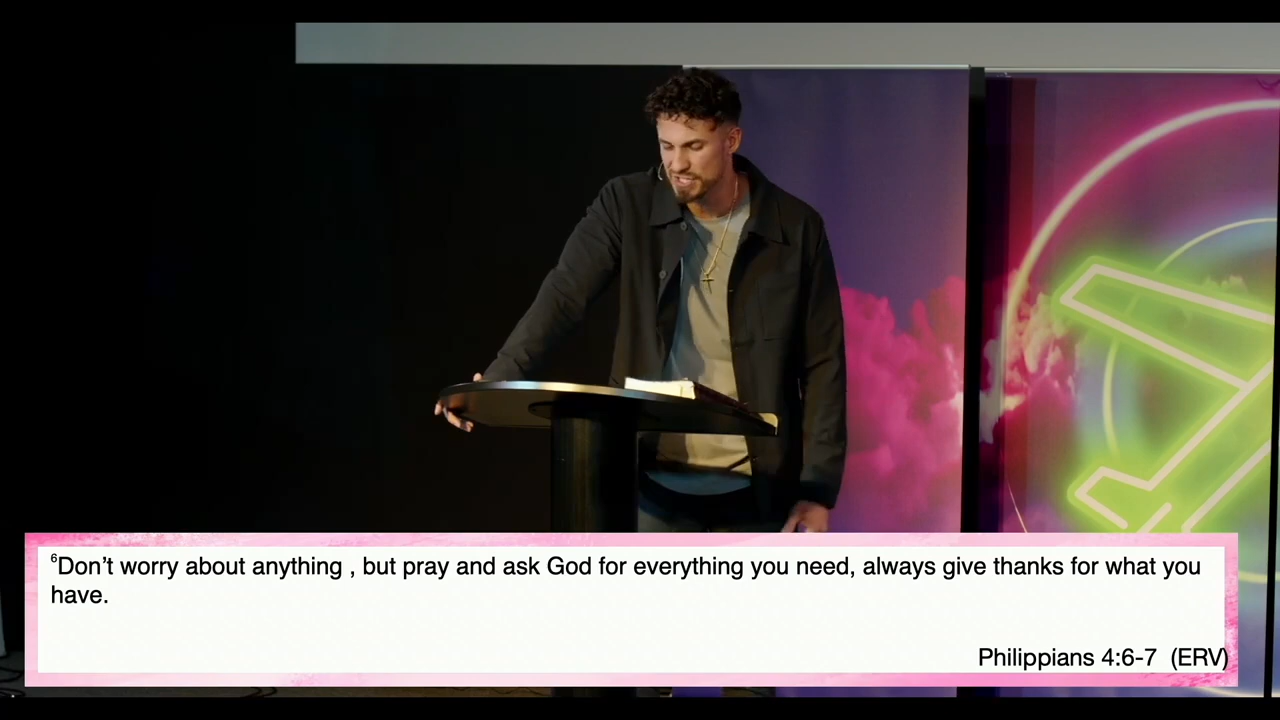 ⁶Don’t worry about anything , but pray and ask God for everything you need, always give thanks for what you
have.
Philippians 4:6-7 (ERV)